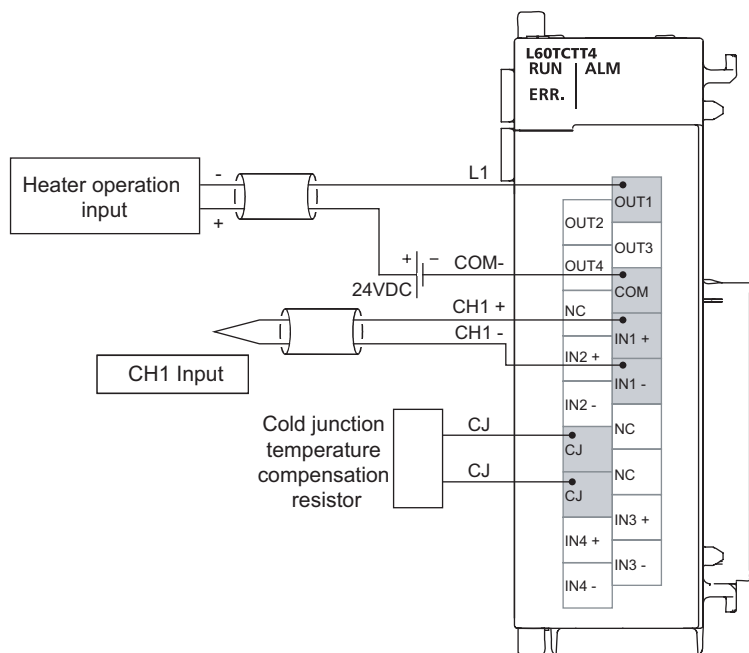 L60TCTT4
RUN ALM
ERR.
Heater operation
input
-
+
L1
+ –
24VDC
COM-
CH1 +
CH1 -
CH1 Input
Cold junction
temperature
compensation
resistor
CJ
CJ
OUT1
OUT2
OUT3
OUT4
COM
NC
IN1 +
IN2 +
IN1 -
IN2 -
NC
CJ
NC
CJ
IN3 +
IN4 +
IN3 -
IN4 -